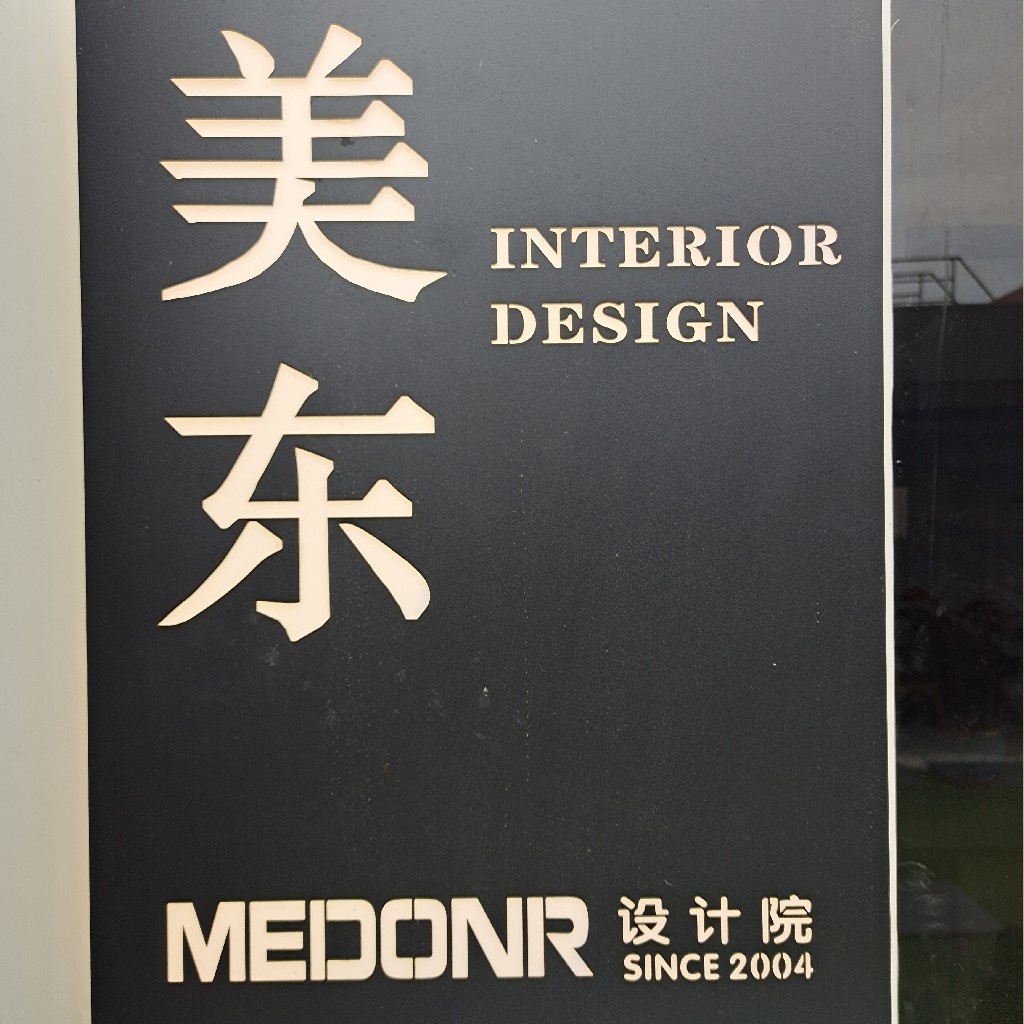 美东
INTERIOR
DESIGN
MEDONR 设计院
SINCE 2004